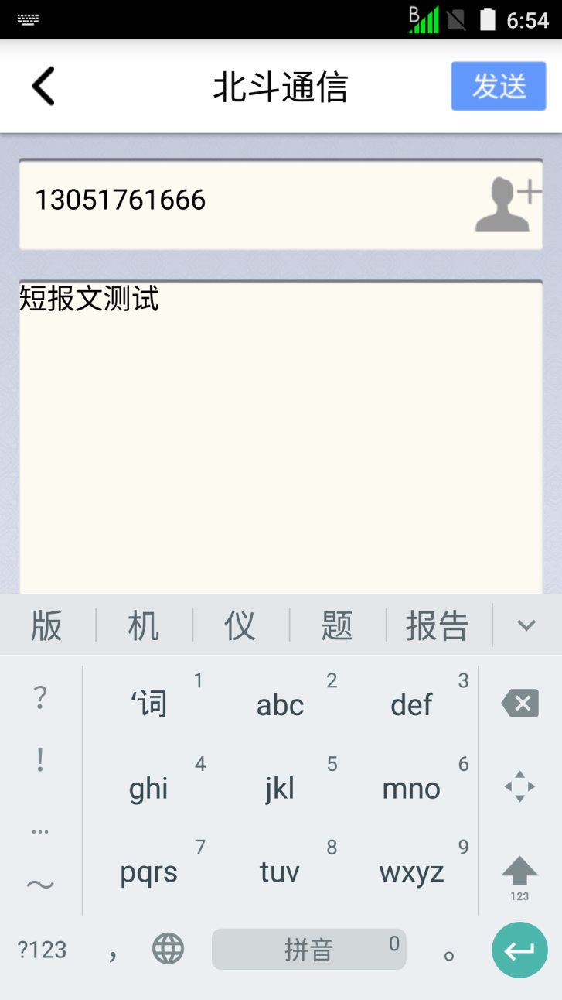 B 6:54
北斗通信 发送
13051761666
短报文测试
版 机 仪 题 报告
? ‘词 1 abc 2 def 3
! ghi 4 jkl 5 mno 6
... pqrs 7 tuv 8 wxyz 9
～ 123
?123 ， 拼音 0 。